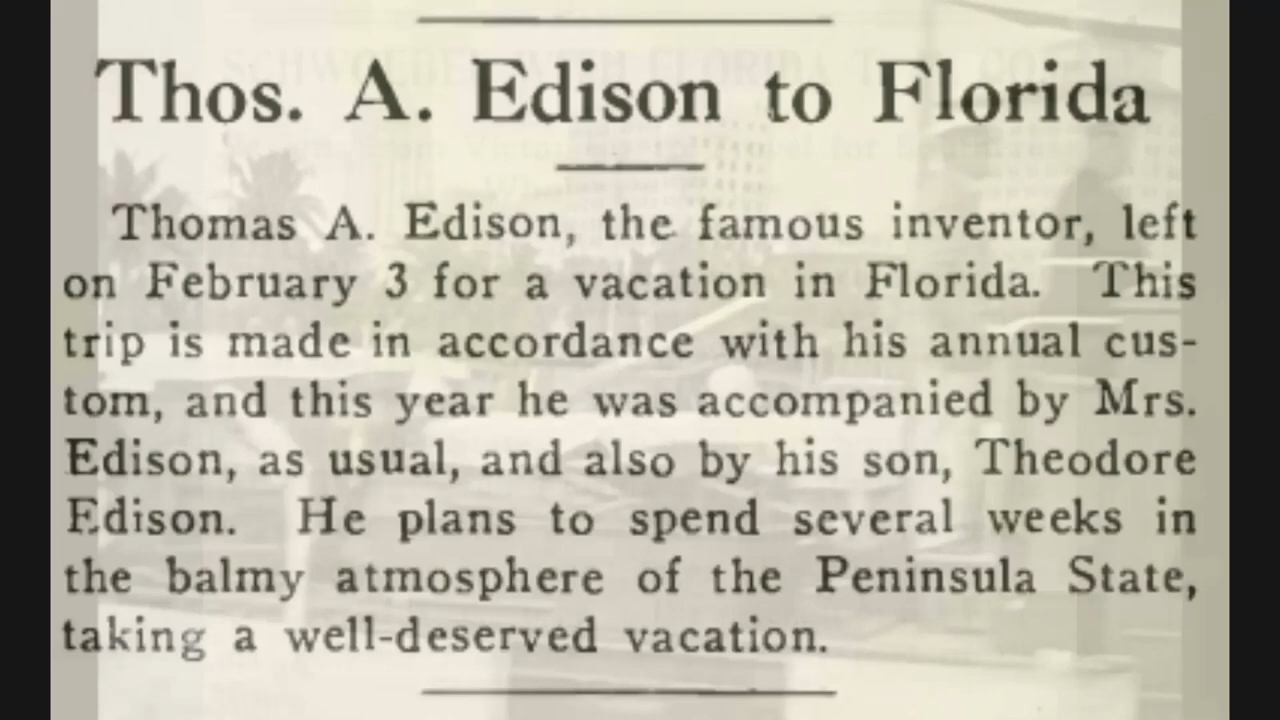 Thos. A. Edison to Florida
Thomas A. Edison, the famous inventor, left
on February 3 for a vacation in Florida. This
trip is made in accordance with his annual cus-
tom, and this year he was accompanied by Mrs.
Edison, as usual, and also by his son, Theodore
Edison. He plans to spend several weeks in
the balmy atmosphere of the Peninsula State,
taking a well-deserved vacation.